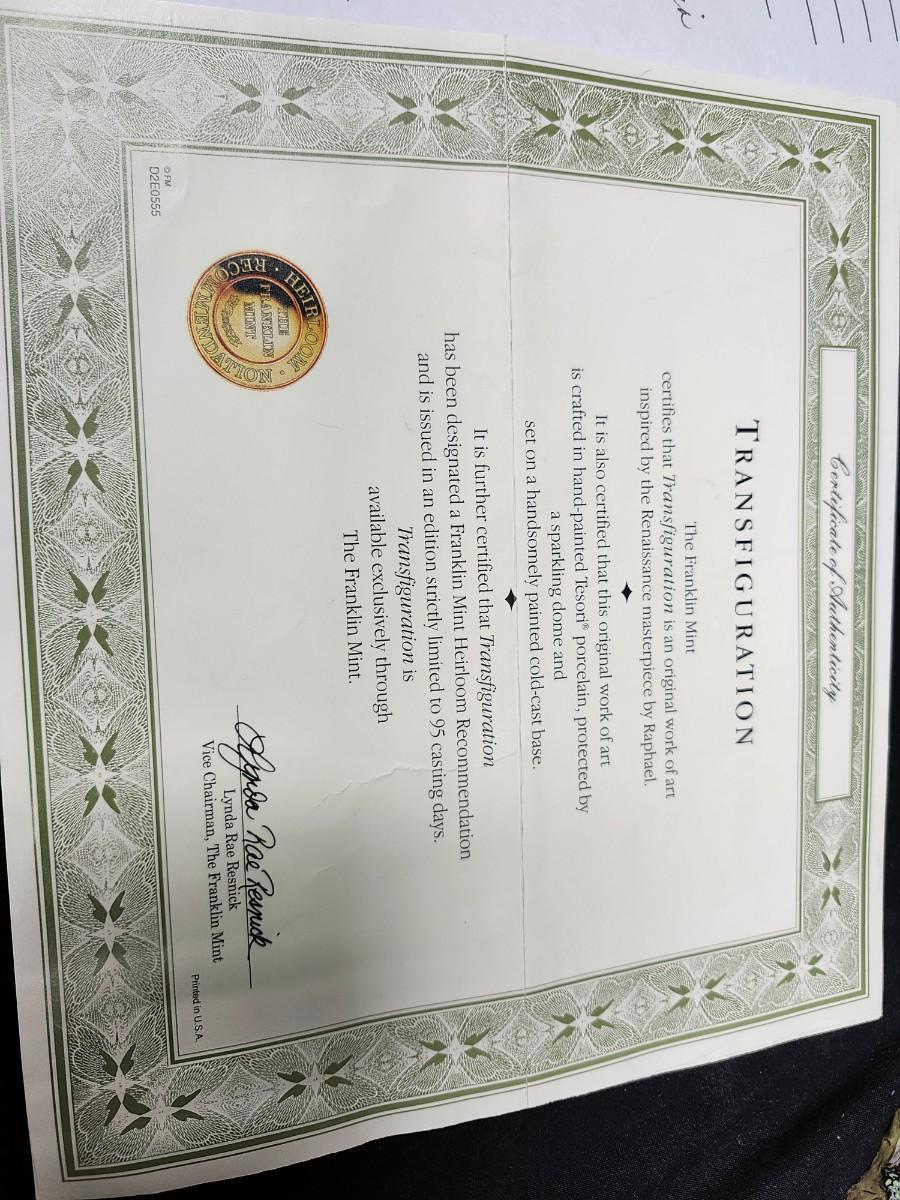 Certificate of Authenticity
TRANSFIGURATION
The Franklin Mint
certifies that Transfiguration is an original work of art
inspired by the Renaissance masterpiece by Raphael.
It is also certified that this original work of art
is crafted in hand-painted Tesori® porcelain, protected by
a sparkling dome and
set on a handsomely painted cold-cast base.
It is further certified that Transfiguration
has been designated a Franklin Mint Heirloom Recommendation
and is issued in an edition strictly limited to 95 casting days.
Transfiguration is
available exclusively through
The Franklin Mint.
HEIRLOOM · RECOMMENDATION ·
THE
FRANKLIN
MINT
Lynda Rae Resnick
Lynda Rae Resnick
Vice Chairman, The Franklin Mint
© FM
D2E0555
Printed in U.S.A.